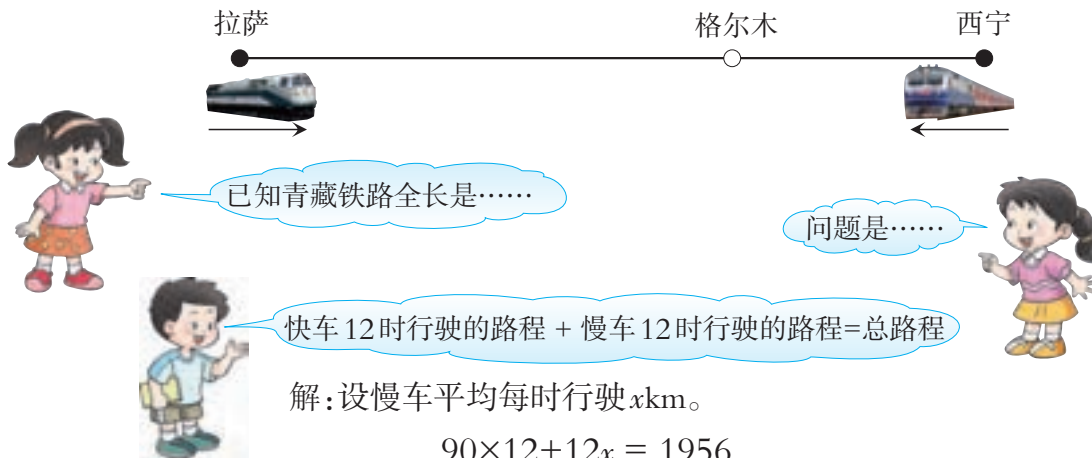 拉萨 格尔木 西宁
已知青藏铁路全长是……
问题是……
快车12时行驶的路程 + 慢车12时行驶的路程=总路程
解:设慢车平均每时行驶xkm。
90×12+12x = 1956